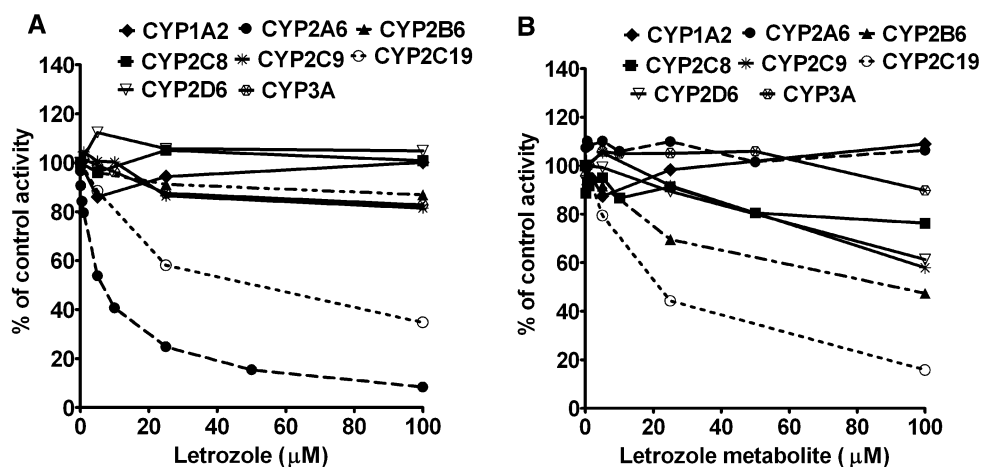 A
CYP1A2 CYP2A6 CYP2B6
CYP2C8 CYP2C9 CYP2C19
CYP2D6 CYP3A
% of control activity
140
120
100
80
60
40
20
0
0 20 40 60 80 100
Letrozole (µM)
B
CYP1A2 CYP2A6 CYP2B6
CYP2C8 CYP2C9 CYP2C19
CYP2D6 CYP3A
% of control activity
140
120
100
80
60
40
20
0
0 20 40 60 80 100
Letrozole metabolite ( µM)